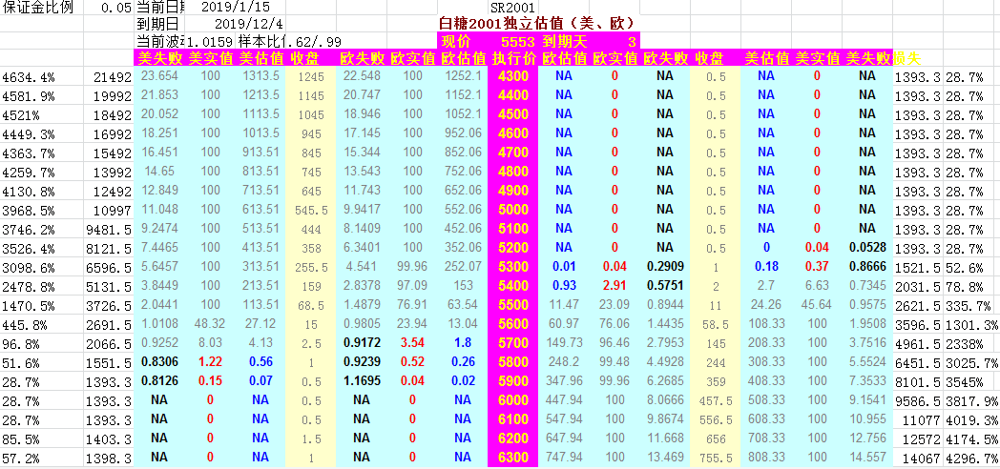 保证金比例 0.05 当前日期 2019/1/15 SR2001
到期日 2019/12/4 白糖2001独立估值（美、欧）
当前波动 1.0159 样本比例 .62/.99 现价 5553 到期天 3
美失败 美实值 美估值 收盘 欧失败 欧实值 欧估值 执行价 欧估值 欧实值 欧失败 收盘 美估值 美实值 美失败 损失
4634.4% 21492 23.654 100 1313.5 1245 22.548 100 1252.1 4300 NA 0 NA 0.5 NA 0 NA 1393.3 28.7%
4581.9% 19992 21.853 100 1213.5 1145 20.747 100 1152.1 4400 NA 0 NA 0.5 NA 0 NA 1393.3 28.7%
4521% 18492 20.052 100 1113.5 1045 18.946 100 1052.1 4500 NA 0 NA 0.5 NA 0 NA 1393.3 28.7%
4449.3% 16992 18.251 100 1013.5 945 17.145 100 952.06 4600 NA 0 NA 0.5 NA 0 NA 1393.3 28.7%
4363.7% 15492 16.451 100 913.51 845 15.344 100 852.06 4700 NA 0 NA 0.5 NA 0 NA 1393.3 28.7%
4259.7% 13992 14.65 100 813.51 745 13.543 100 752.06 4800 NA 0 NA 0.5 NA 0 NA 1393.3 28.7%
4130.8% 12492 12.849 100 713.51 645 11.743 100 652.06 4900 NA 0 NA 0.5 NA 0 NA 1393.3 28.7%
3968.5% 10997 11.048 100 613.51 545.5 9.9417 100 552.06 5000 NA 0 NA 0.5 NA 0 NA 1393.3 28.7%
3746.2% 9481.5 9.2474 100 513.51 444 8.1409 100 452.06 5100 NA 0 NA 0.5 NA 0 NA 1393.3 28.7%
3526.4% 8121.5 7.4465 100 413.51 358 6.3401 100 352.06 5200 NA 0 NA 0.5 0 0.04 0.0528 1393.3 28.7%
3098.6% 6596.5 5.6457 100 313.51 255.5 4.541 99.96 252.07 5300 0.01 0.04 0.2909 1 0.18 0.37 0.8666 1521.5 52.6%
2478.8% 5131.5 3.8449 100 213.51 159 2.8378 97.09 153 5400 0.93 2.91 0.5751 2 2.7 6.63 0.7345 2031.5 78.8%
1470.5% 3726.5 2.0441 100 113.51 68.5 1.4879 76.91 63.54 5500 11.47 23.09 0.8944 11 24.26 45.64 0.9575 2621.5 335.7%
445.8% 2691.5 1.0108 48.32 27.12 15 0.9805 23.94 13.04 5600 60.97 76.06 1.4435 58.5 108.33 100 1.9508 3596.5 1301.3%
96.8% 2066.5 0.9252 8.03 4.13 2.5 0.9172 3.54 1.8 5700 149.73 96.46 2.7953 145 208.33 100 3.7516 4961.5 2338%
51.6% 1551.5 0.8306 1.22 0.56 1 0.9239 0.52 0.26 5800 248.2 99.48 4.4928 244 308.33 100 5.5524 6451.5 3025.7%
28.7% 1393.3 0.8126 0.15 0.07 0.5 1.1695 0.04 0.02 5900 347.96 99.96 6.2685 359 408.33 100 7.3533 8101.5 3545%
28.7% 1393.3 NA 0 NA 0.5 NA 0 NA 6000 447.94 100 8.0666 457.5 508.33 100 9.1541 9586.5 3817.9%
28.7% 1393.3 NA 0 NA 0.5 NA 0 NA 6100 547.94 100 9.8674 556.5 608.33 100 10.955 11077 4019.3%
85.5% 1403.3 NA 0 NA 1.5 NA 0 NA 6200 647.94 100 11.668 656 708.33 100 12.756 12572 4174.5%
57.2% 1398.3 NA 0 NA 1 NA 0 NA 6300 747.94 100 13.469 755.5 808.33 100 14.557 14067 4296.7%